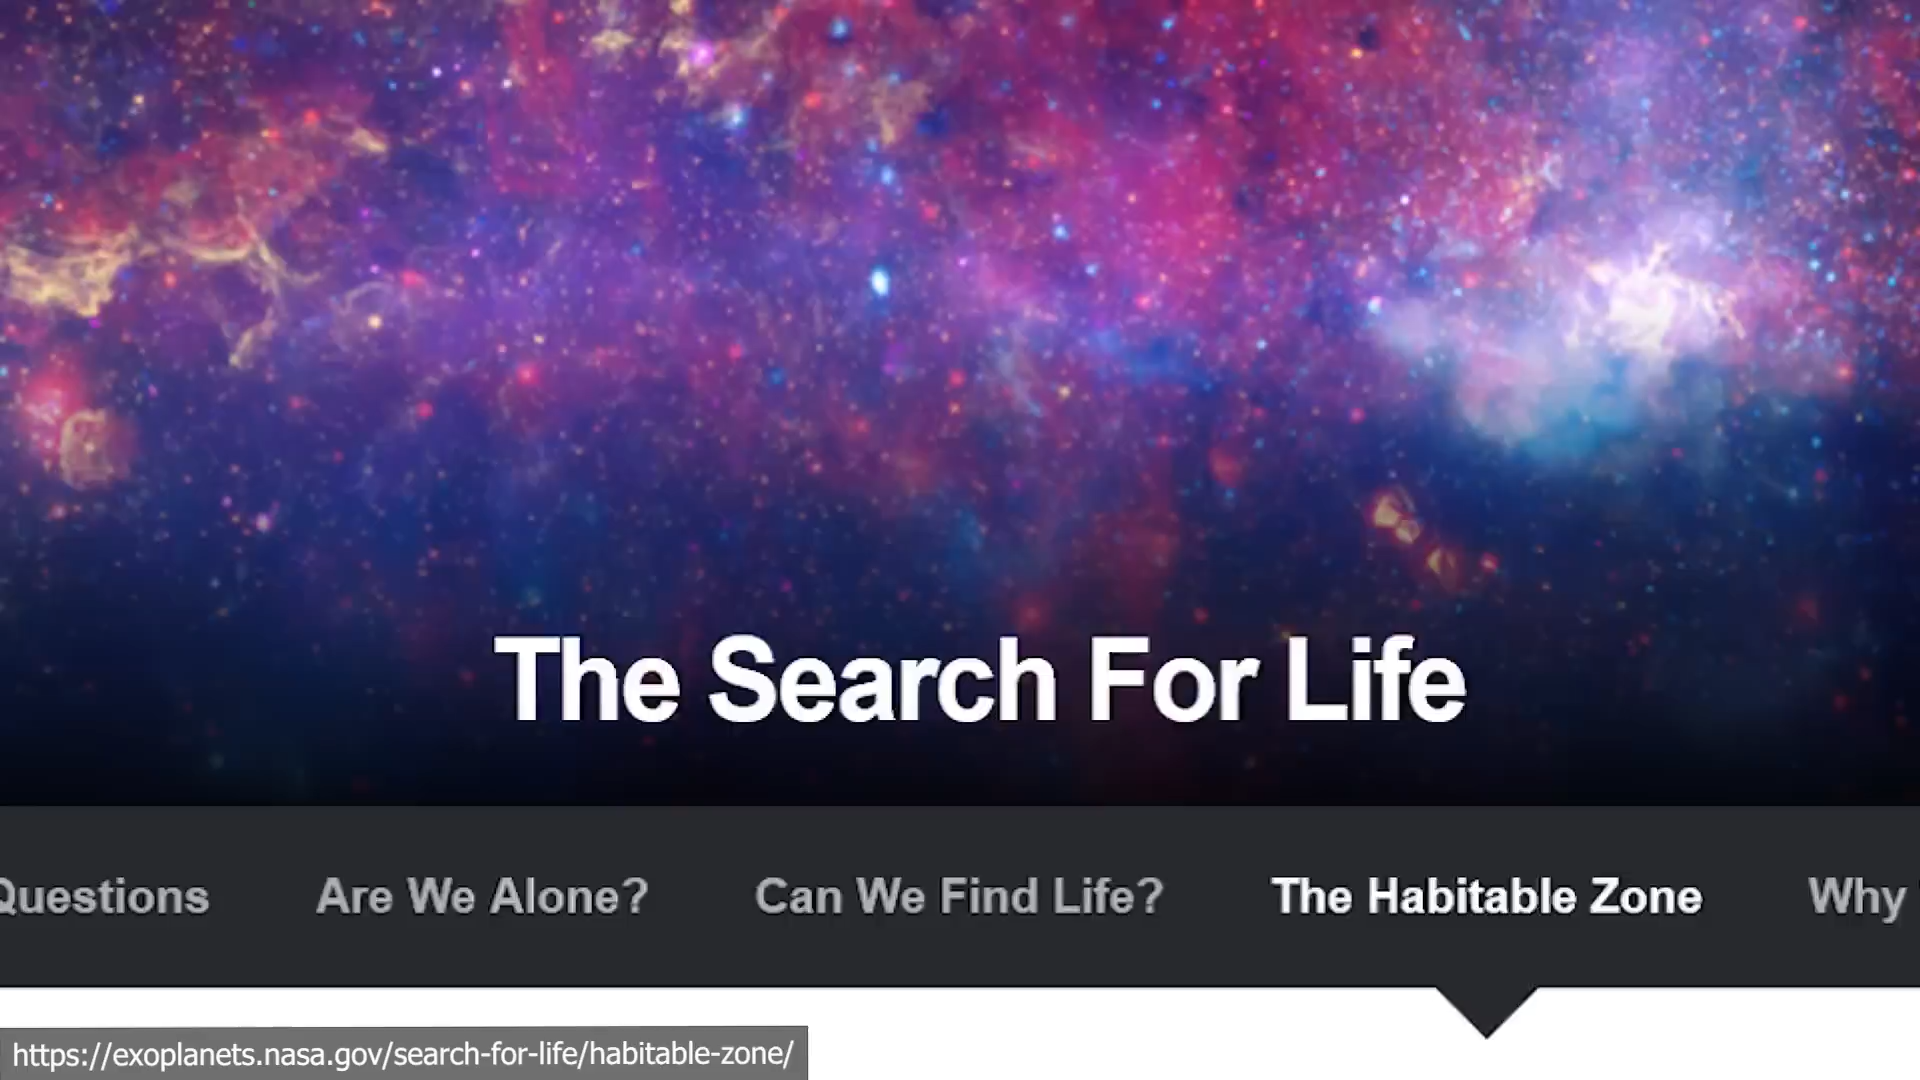 The Search For Life
Questions Are We Alone? Can We Find Life? The Habitable Zone Why
https://exoplanets.nasa.gov/search-for-life/habitable-zone/